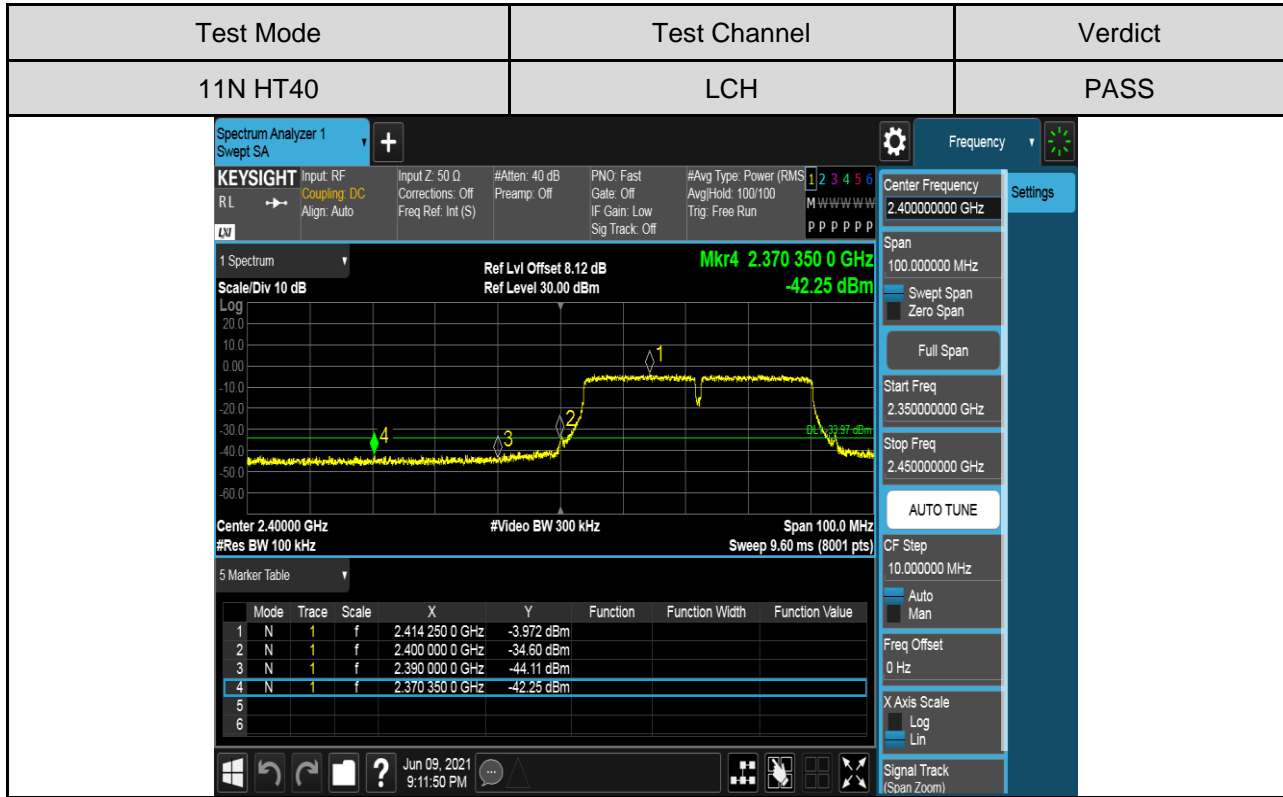 Test Mode Test Channel Verdict
11N HT40 LCH PASS
Spectrum Analyzer 1
Swept SA
+
Frequency
KEYSIGHT
RL
LXI
Input: RF
Coupling: DC
Align: Auto
Input Z: 50 Ω
Corrections: Off
Freq Ref: Int (S)
#Atten: 40 dB
Preamp: Off
PNO: Fast
Gate: Off
IF Gain: Low
Sig Track: Off
#Avg Type: Power (RMS
Avg|Hold: 100/100
Trig: Free Run
1 2 3 4 5 6
M W W W W W
P P P P P P
1 Spectrum
Scale/Div 10 dB
Ref Lvl Offset 8.12 dB
Ref Level 30.00 dBm
Mkr4 2.370 350 0 GHz
-42.25 dBm
Log
20.0
10.0
0.00
-10.0
-20.0
-30.0
-40.0
-50.0
-60.0
1
2
3
4
DL1 -33.97 dBm
Center 2.40000 GHz #Video BW 300 kHz Span 100.0 MHz
#Res BW 100 kHz Sweep 9.60 ms (8001 pts)
5 Marker Table
Mode Trace Scale X Y Function Function Width Function Value
1 N 1 f 2.414 250 0 GHz -3.972 dBm
2 N 1 f 2.400 000 0 GHz -34.60 dBm
3 N 1 f 2.390 000 0 GHz -44.11 dBm
4 N 1 f 2.370 350 0 GHz -42.25 dBm
5
6
?
Jun 09, 2021
9:11:50 PM
Settings
Center Frequency
2.400000000 GHz
Span
100.000000 MHz
Swept Span
Zero Span
Full Span
Start Freq
2.350000000 GHz
Stop Freq
2.450000000 GHz
AUTO TUNE
CF Step
10.000000 MHz
Auto
Man
Freq Offset
0 Hz
X Axis Scale
Log
Lin
Signal Track
(Span Zoom)